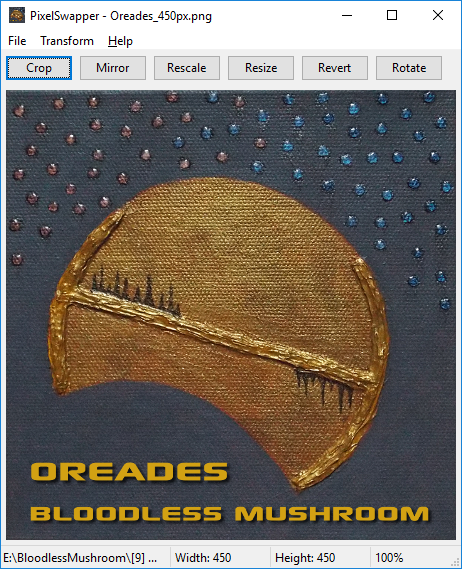 PixelSwapper - Oreades_450px.png
File Transform Help
Crop Mirror Rescale Resize Revert Rotate
OREADES
BLOODLESS MUSHROOM
E:\BloodlessMushroom\[9] ... Width: 450 Height: 450 100%